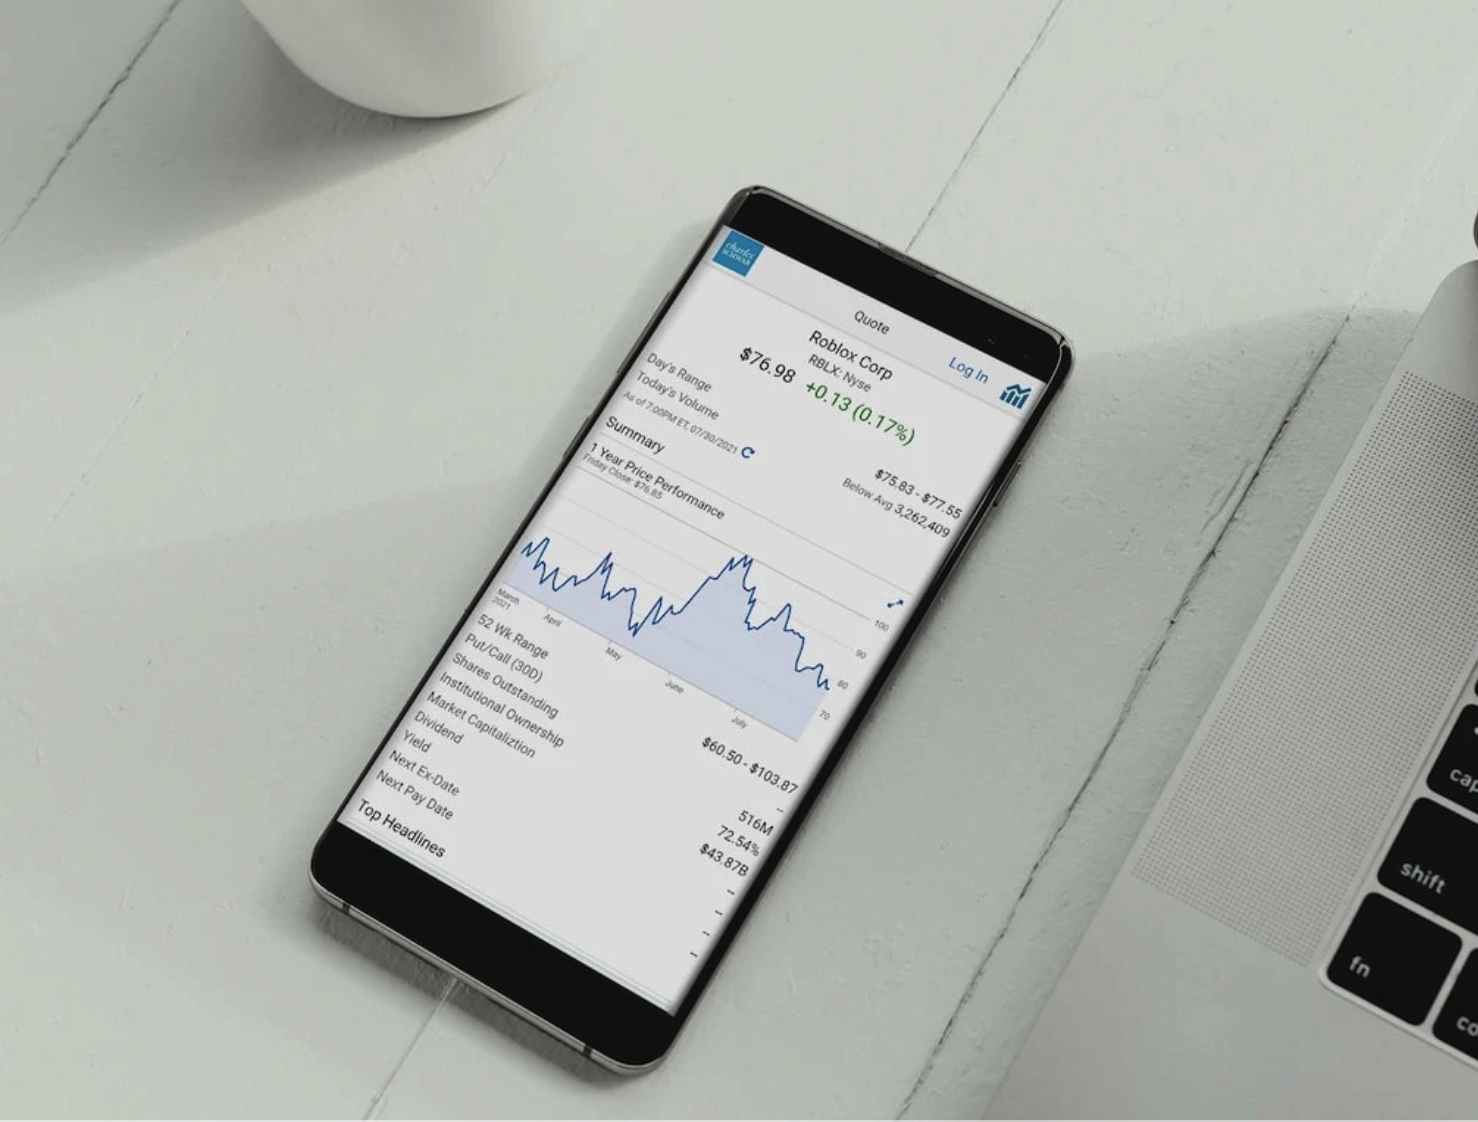 charles
SCHWAB
Quote
Log In
Roblox Corp
RBLX: Nyse
$76.98 +0.13 (0.17%)
Day's Range $75.83 - $77.55
Today's Volume Below Avg 3,262,409
As of 7:00PM ET, 07/30/2021
Summary
1 Year Price Performance
Friday Close: $76.85
100
90
80
70
March April May June July
2021
52 Wk Range $60.50 - $103.87
Put/Call (30D) --
Shares Outstanding 516M
Institutional Ownership 72.54%
Market Capitaliztion $43.87B
Dividend --
Yield --
Next Ex-Date --
Next Pay Date --
Top Headlines
shift
fn